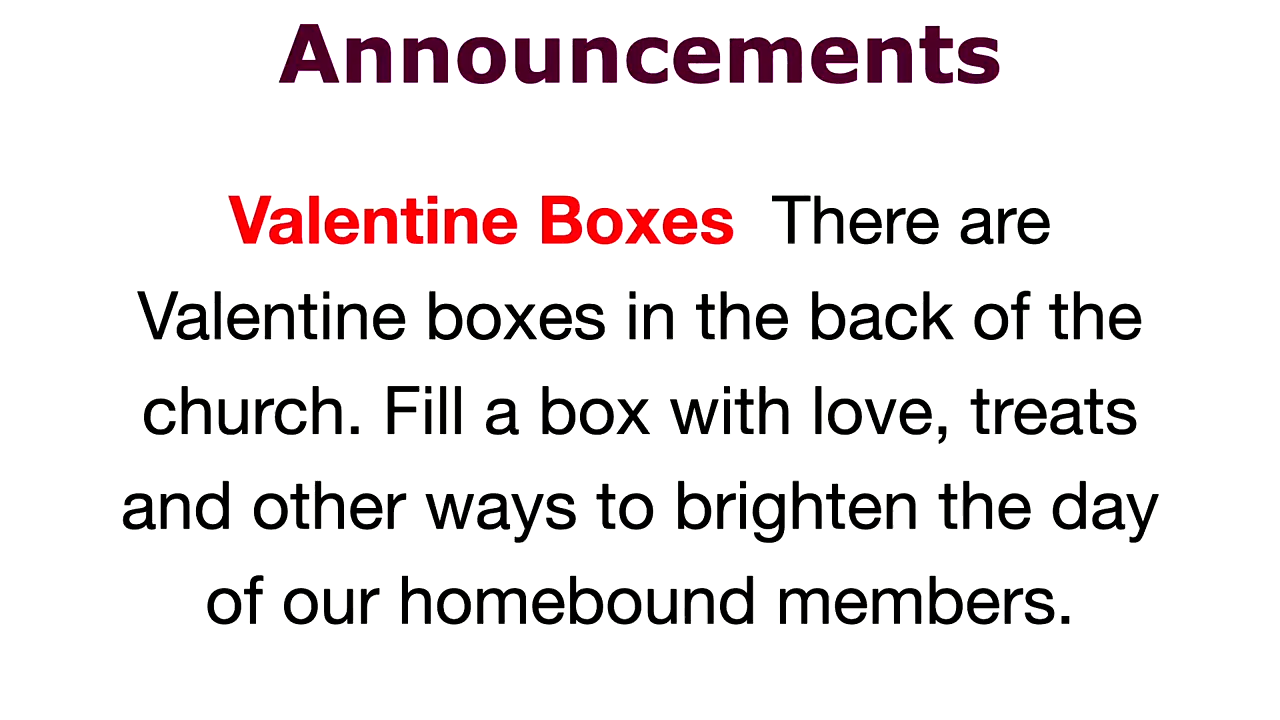 Announcements
Valentine Boxes  There are
Valentine boxes in the back of the
church. Fill a box with love, treats
and other ways to brighten the day
of our homebound members.